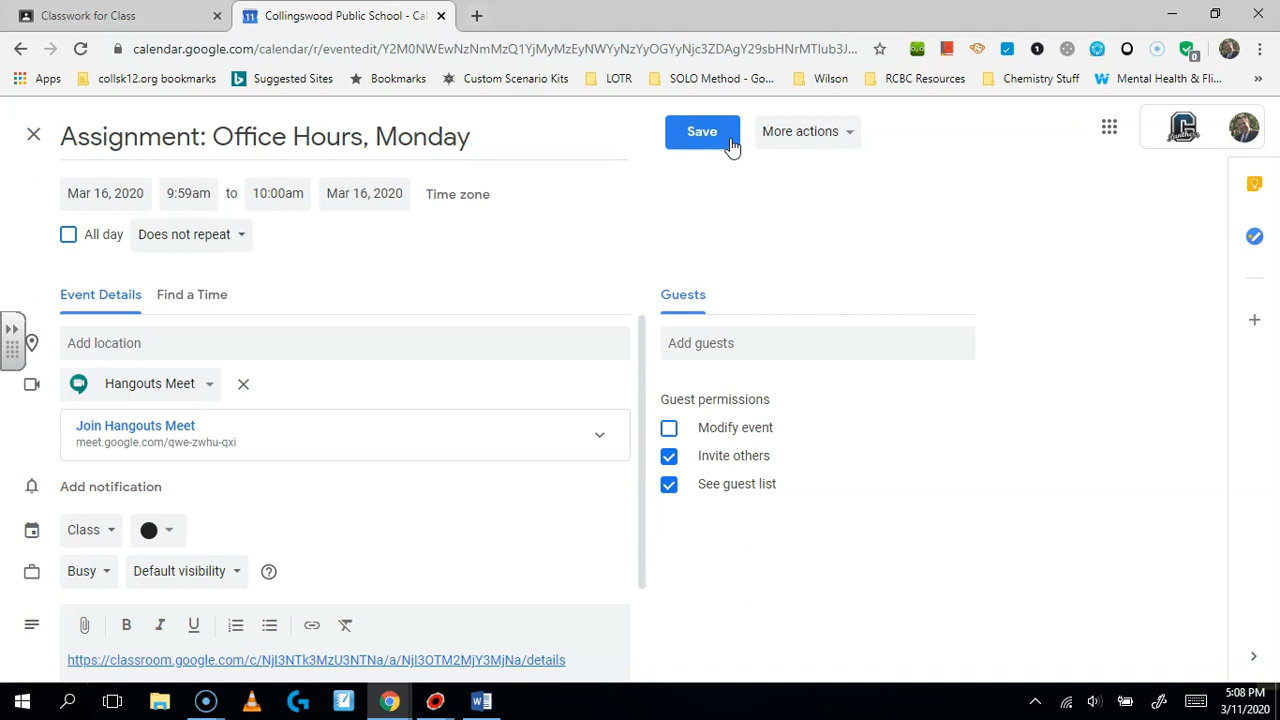 Classwork for Class
Collingswood Public School - Cal
calendar.google.com/calendar/r/eventedit/Y2M0NWEwNzNmMzQ1YjMyMzEyNWYyNzYyOGYyNjc3ZDAgY29sbHNrMTIub3J...
Apps
collsk12.org bookmarks
Suggested Sites
Bookmarks
Custom Scenario Kits
LOTR
SOLO Method - Go...
Wilson
RCBC Resources
Chemistry Stuff
Mental Health & Fli...
»
Assignment: Office Hours, Monday
Save
More actions
Mar 16, 2020 9:59am to 10:00am Mar 16, 2020 Time zone
All day Does not repeat
Event Details Find a Time
Guests
Add location
Add guests
Hangouts Meet
Join Hangouts Meet
meet.google.com/qwe-zwhu-qxi
Guest permissions
Modify event
Invite others
See guest list
Add notification
Class
Busy Default visibility
B I U
https://classroom.google.com/c/NjI3NTk3MzU3NTNa/a/NjI3OTM2MjY3MjNa/details
5:08 PM
3/11/2020